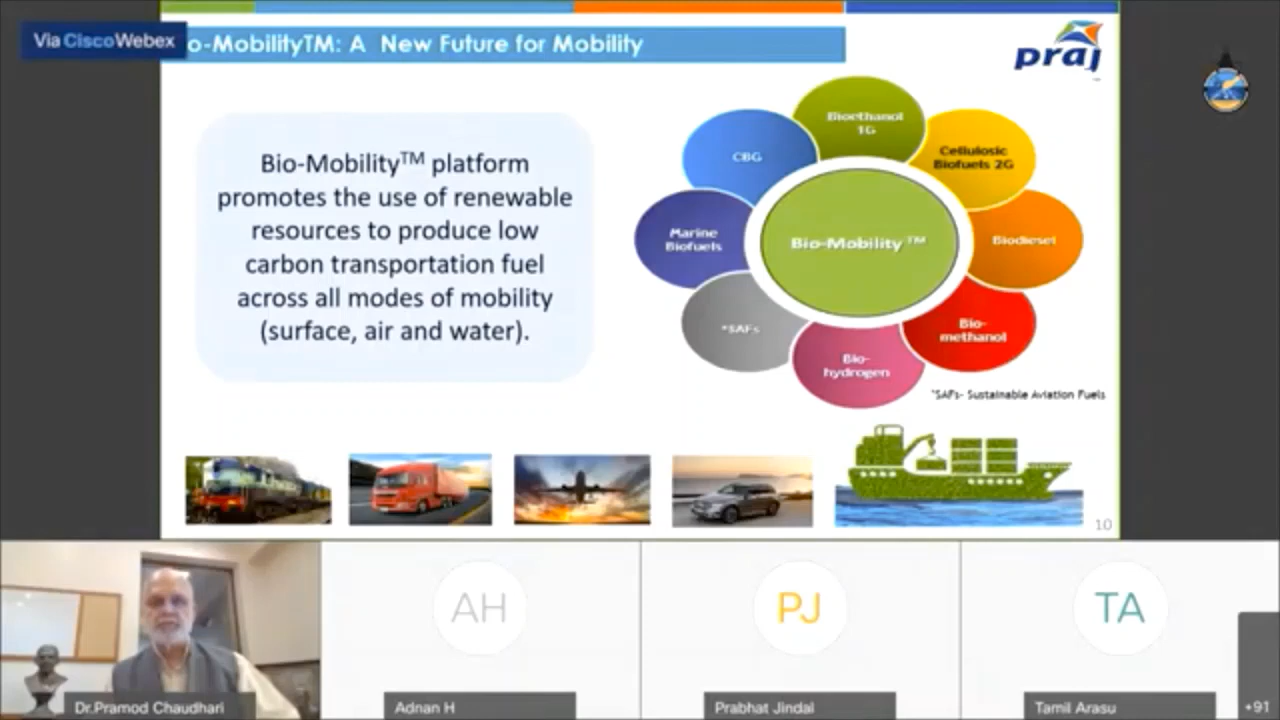 Via Cisco Webex
o-MobilityTM: A New Future for Mobility
praj
Bio-Mobility™ platform
promotes the use of renewable
resources to produce low
carbon transportation fuel
across all modes of mobility
(surface, air and water).
Bioethanol
1G
Cellulosic
Biofuels 2G
CBG
Marine
Biofuels
Bio-Mobility ™
Biodiesel
*SAFs
Bio-
methanol
Bio-
hydrogen
*SAFs- Sustainable Aviation Fuels
10
AH
PJ
TA
Dr.Pramod Chaudhari
Adnan H
Prabhat Jindal
Tamil Arasu
+91